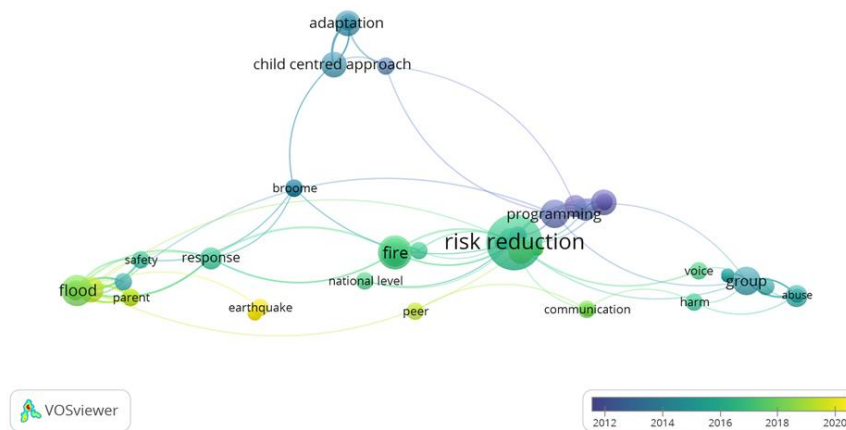 adaptation
child centred approach
broome
programming
risk reduction
fire
safety
response
flood
parent
national level
earthquake
peer
communication
voice
group
harm
abuse
VOSviewer
2012 2014 2016 2018 2020